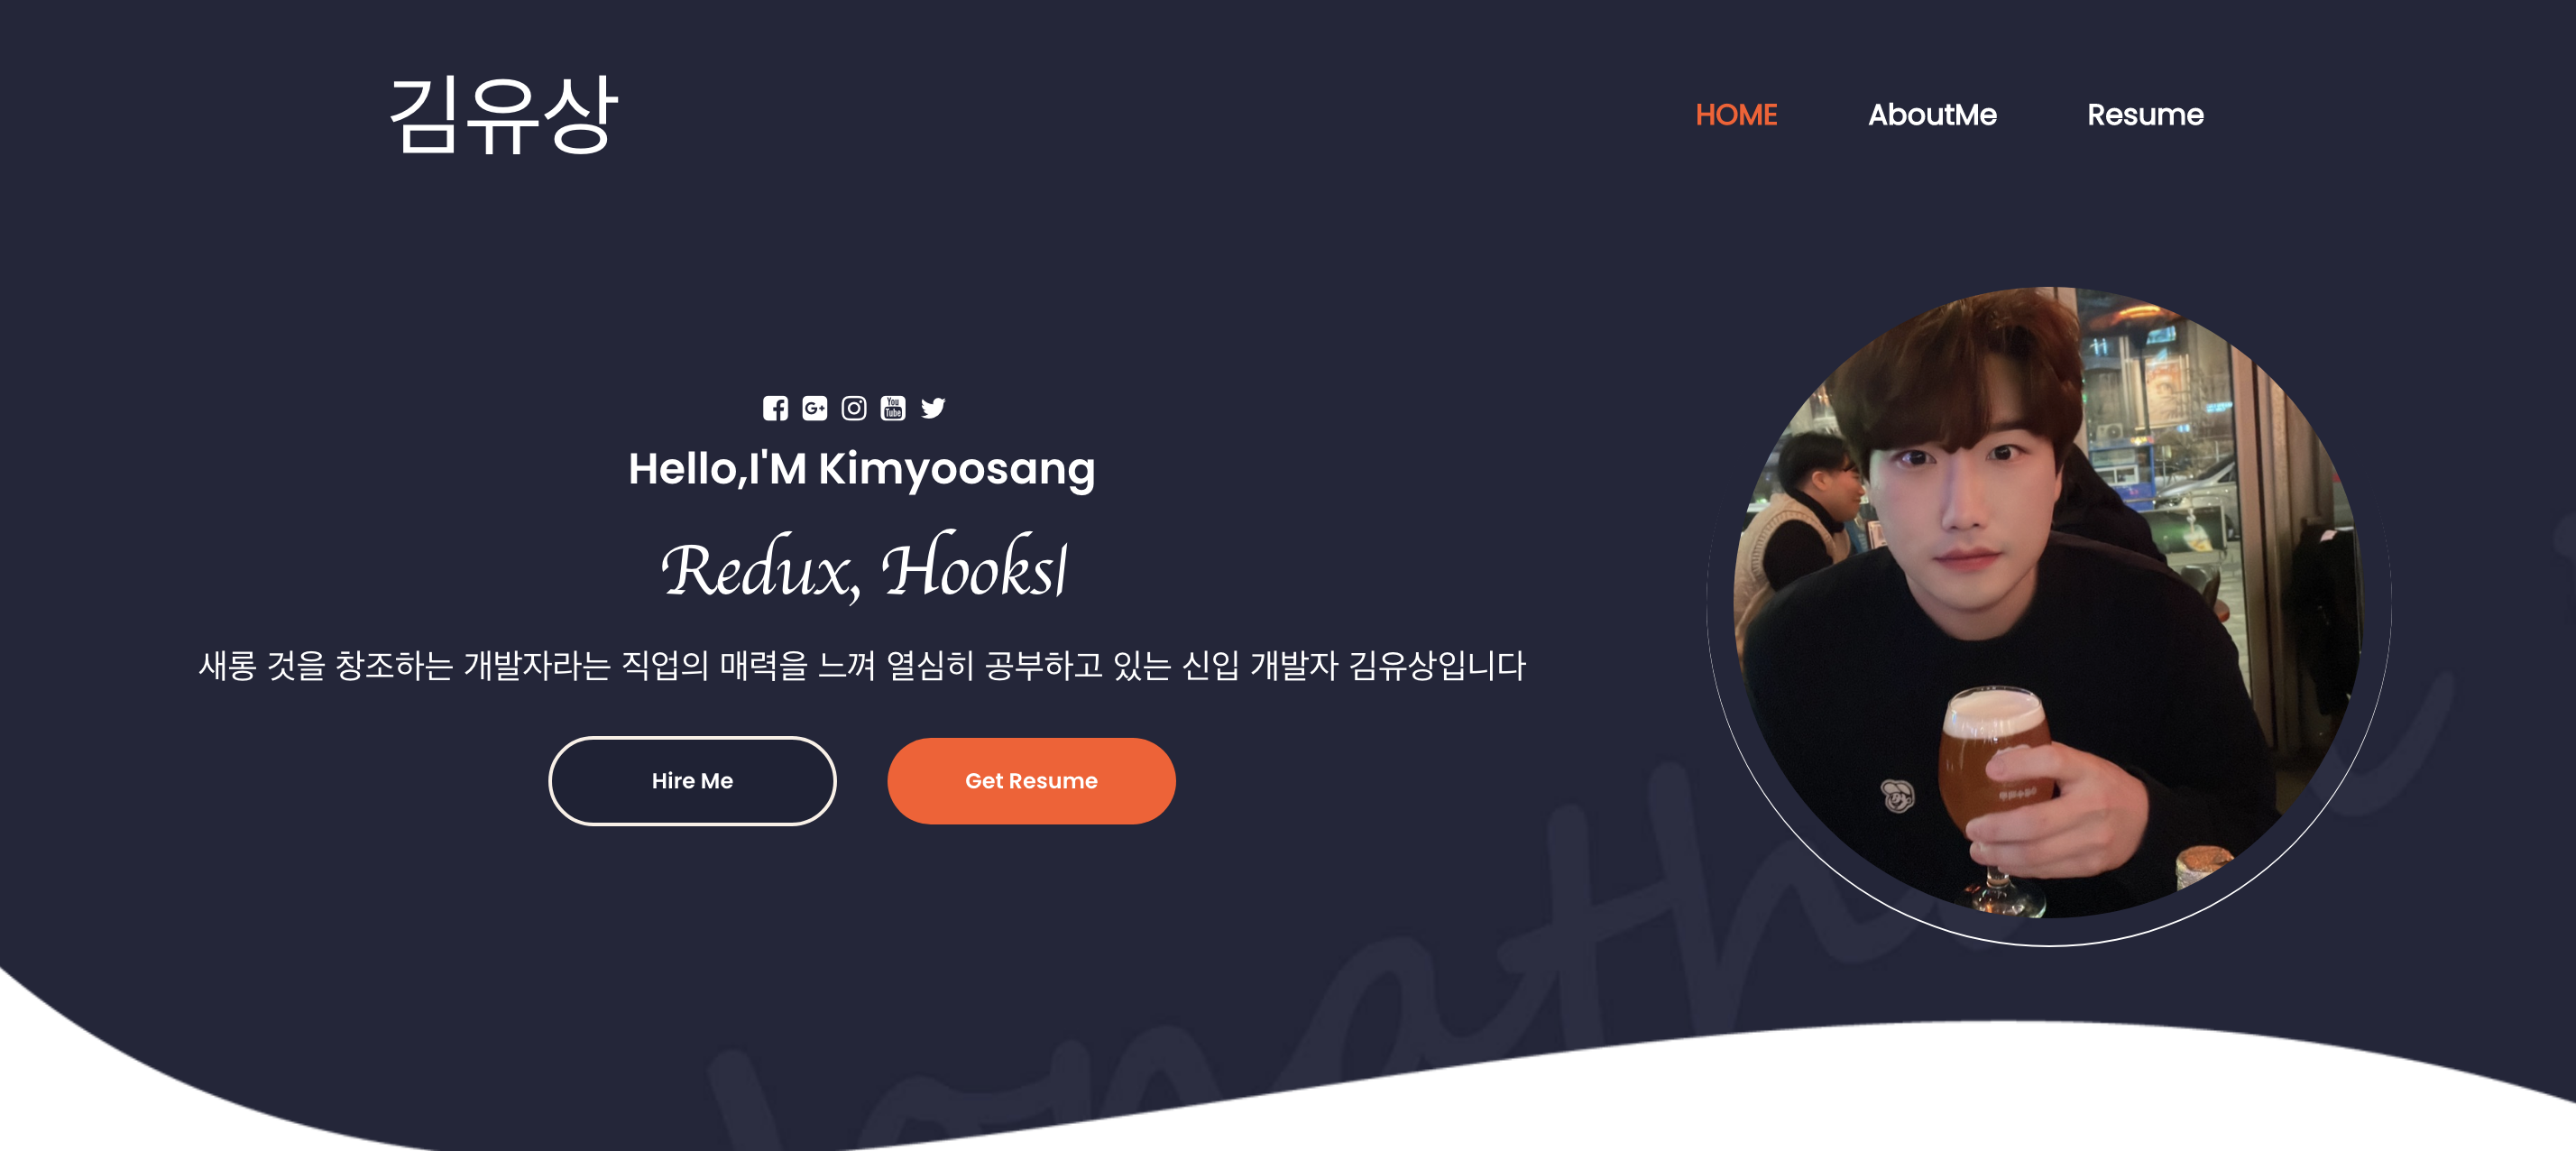 김유상
HOME AboutMe Resume
Hello,I'M Kimyoosang
Redux, Hooks|
새롱 것을 창조하는 개발자라는 직업의 매력을 느껴 열심히 공부하고 있는 신입 개발자 김유상입니다
Hire Me Get Resume